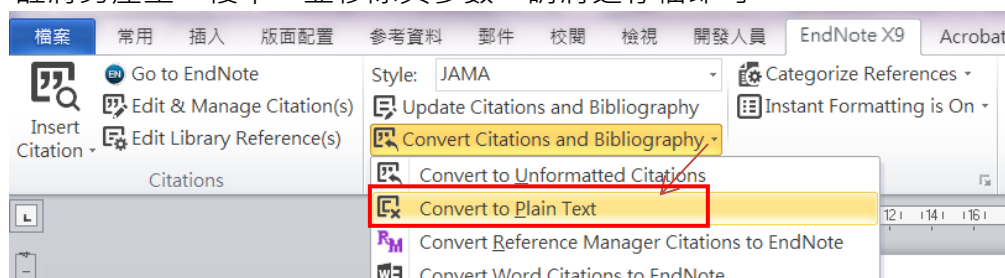 檔案 常用 插入 版面配置 參考資料 郵件 校閱 檢視 開發人員 EndNote X9 Acrobat
Go to EndNote
Edit & Manage Citation(s)
Edit Library Reference(s)
Insert
Citation
Citations
Style: JAMA
Update Citations and Bibliography
Convert Citations and Bibliography
Categorize References
Instant Formatting is On
Convert to Unformatted Citations
Convert to Plain Text
Convert Reference Manager Citations to EndNote
Convert Word Citations to EndNote
12 14 16